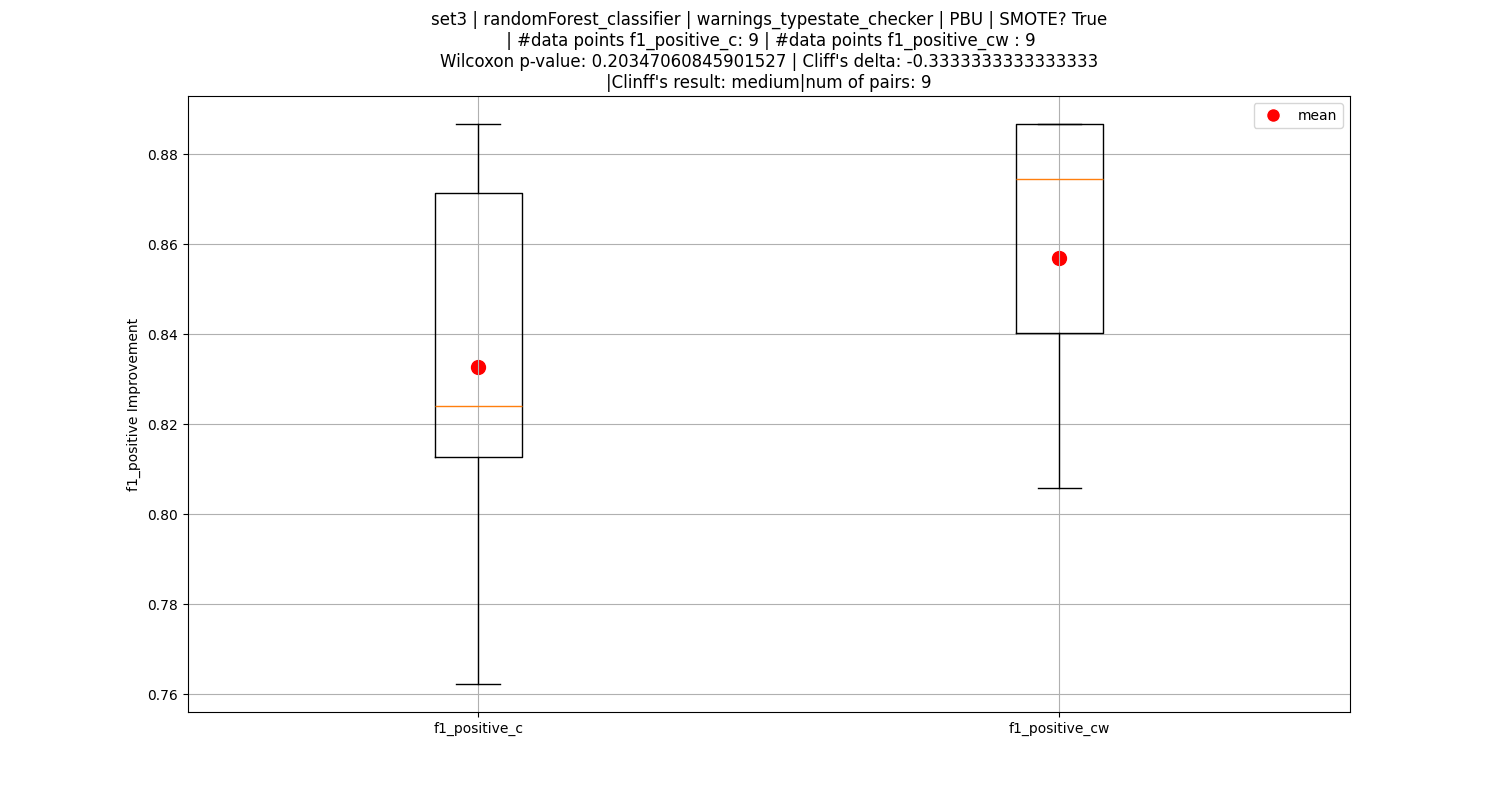 set3 | randomForest_classifier | warnings_typestate_checker | PBU | SMOTE? True
| #data points f1_positive_c: 9 | #data points f1_positive_cw : 9
Wilcoxon p-value: 0.20347060845901527 | Cliff's delta: -0.3333333333333333
|Clinff's result: medium|num of pairs: 9
mean
0.88
0.86
0.84
0.82
0.80
0.78
0.76
f1_positive Improvement
f1_positive_c
f1_positive_cw